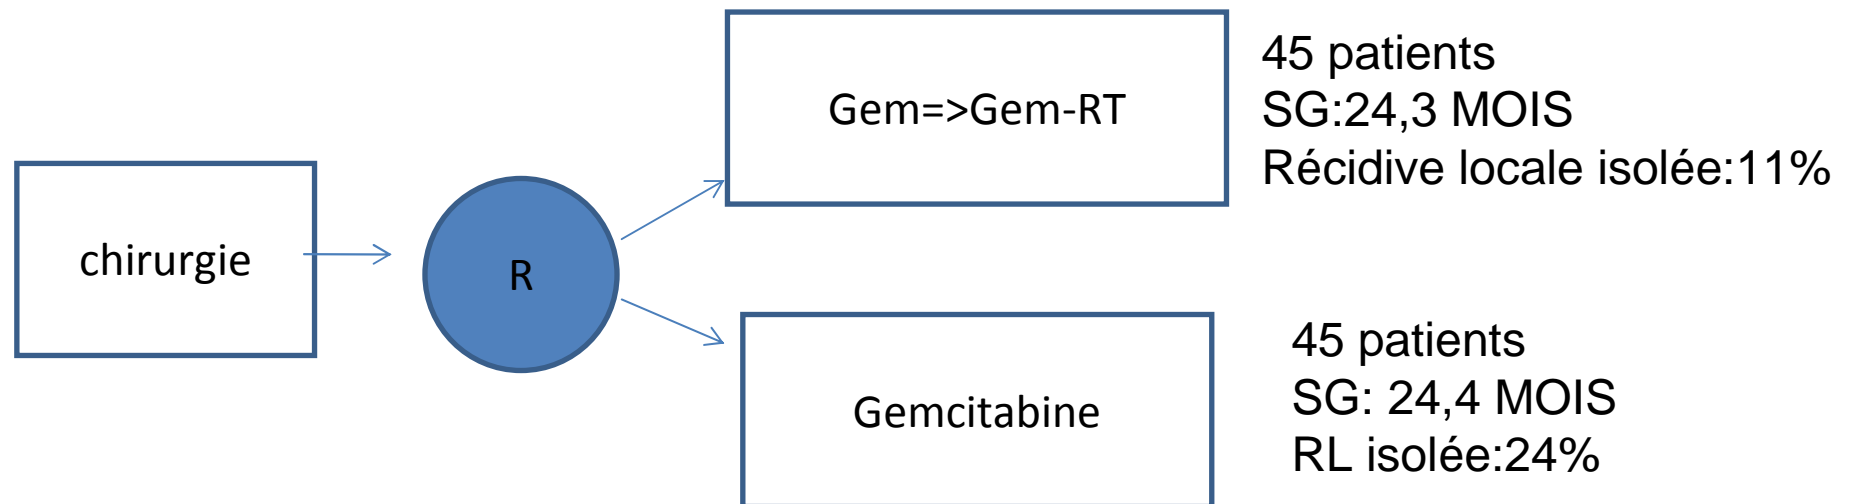 chirurgie
R
Gem=>Gem-RT
45 patients
SG:24,3 MOIS
Récidive locale isolée:11%
Gemcitabine
45 patients
SG: 24,4 MOIS
RL isolée:24%